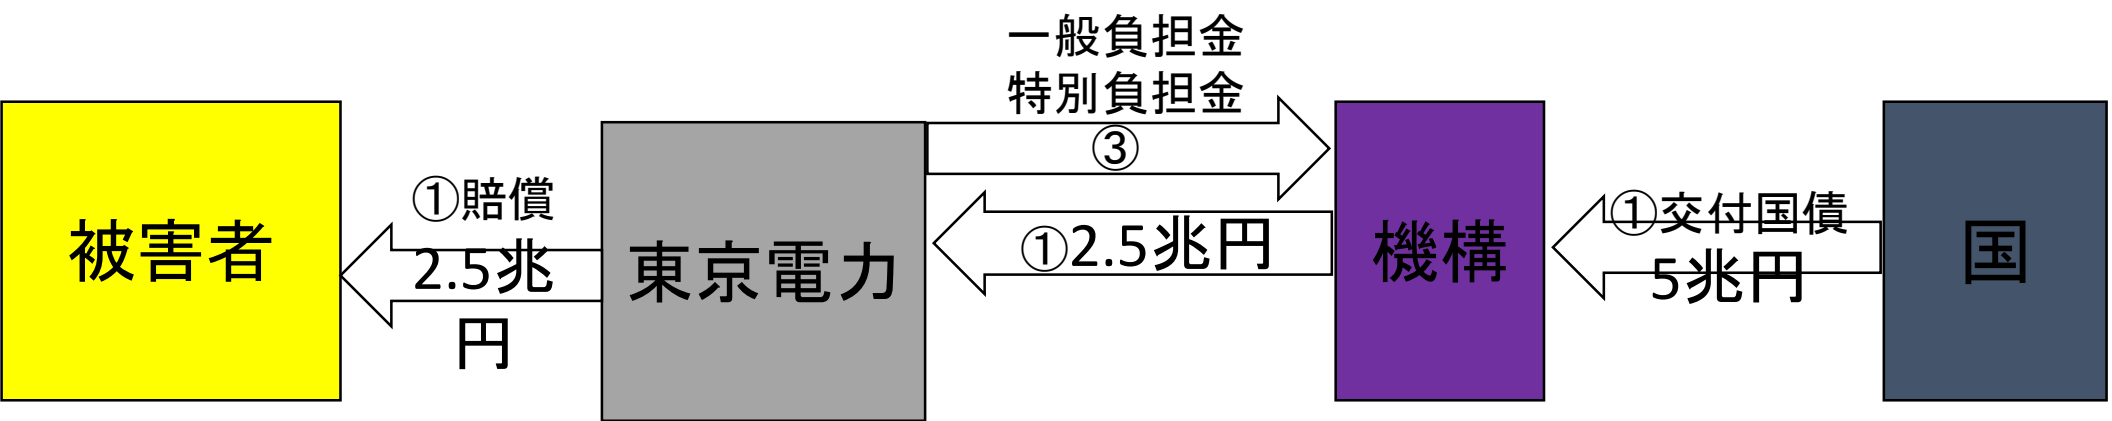 一般負担金
特別負担金
③
被害者
①賠償
2.5兆
円
東京電力
①2.5兆円
機構
①交付国債
5兆円
国